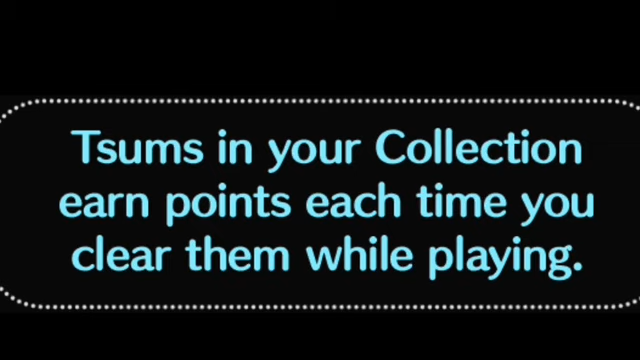 Tsums in your Collection
earn points each time you
clear them while playing.